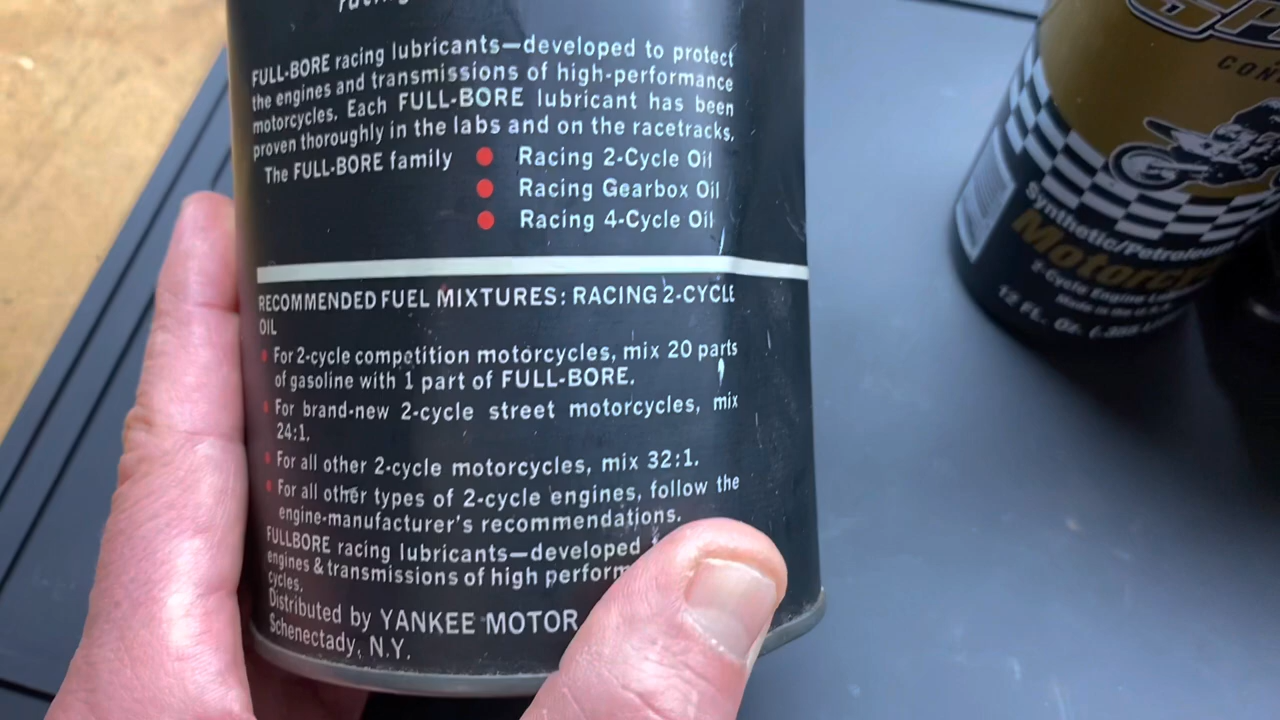 racing
FULL-BORE racing lubricants—developed to protect
the engines and transmissions of high-performance
motorcycles. Each FULL-BORE lubricant has been
proven thoroughly in the labs and on the racetracks.
The FULL-BORE family ● Racing 2-Cycle Oil
● Racing Gearbox Oil
● Racing 4-Cycle Oil
RECOMMENDED FUEL MIXTURES: RACING 2-CYCLE
OIL
• For 2-cycle competition motorcycles, mix 20 parts
of gasoline with 1 part of FULL-BORE.
• For brand-new 2-cycle street motorcycles, mix
24:1.
• For all other 2-cycle motorcycles, mix 32:1.
• For all other types of 2-cycle engines, follow the
engine-manufacturer's recommendations.
FULLBORE racing lubricants—developed
engines & transmissions of high perform
cycles.
Distributed by YANKEE MOTOR
Schenectady, N.Y.
CON
Synthetic/Petroleu
Motorcy
2-Cycle Engine
Made in the
12 FL. OZ.